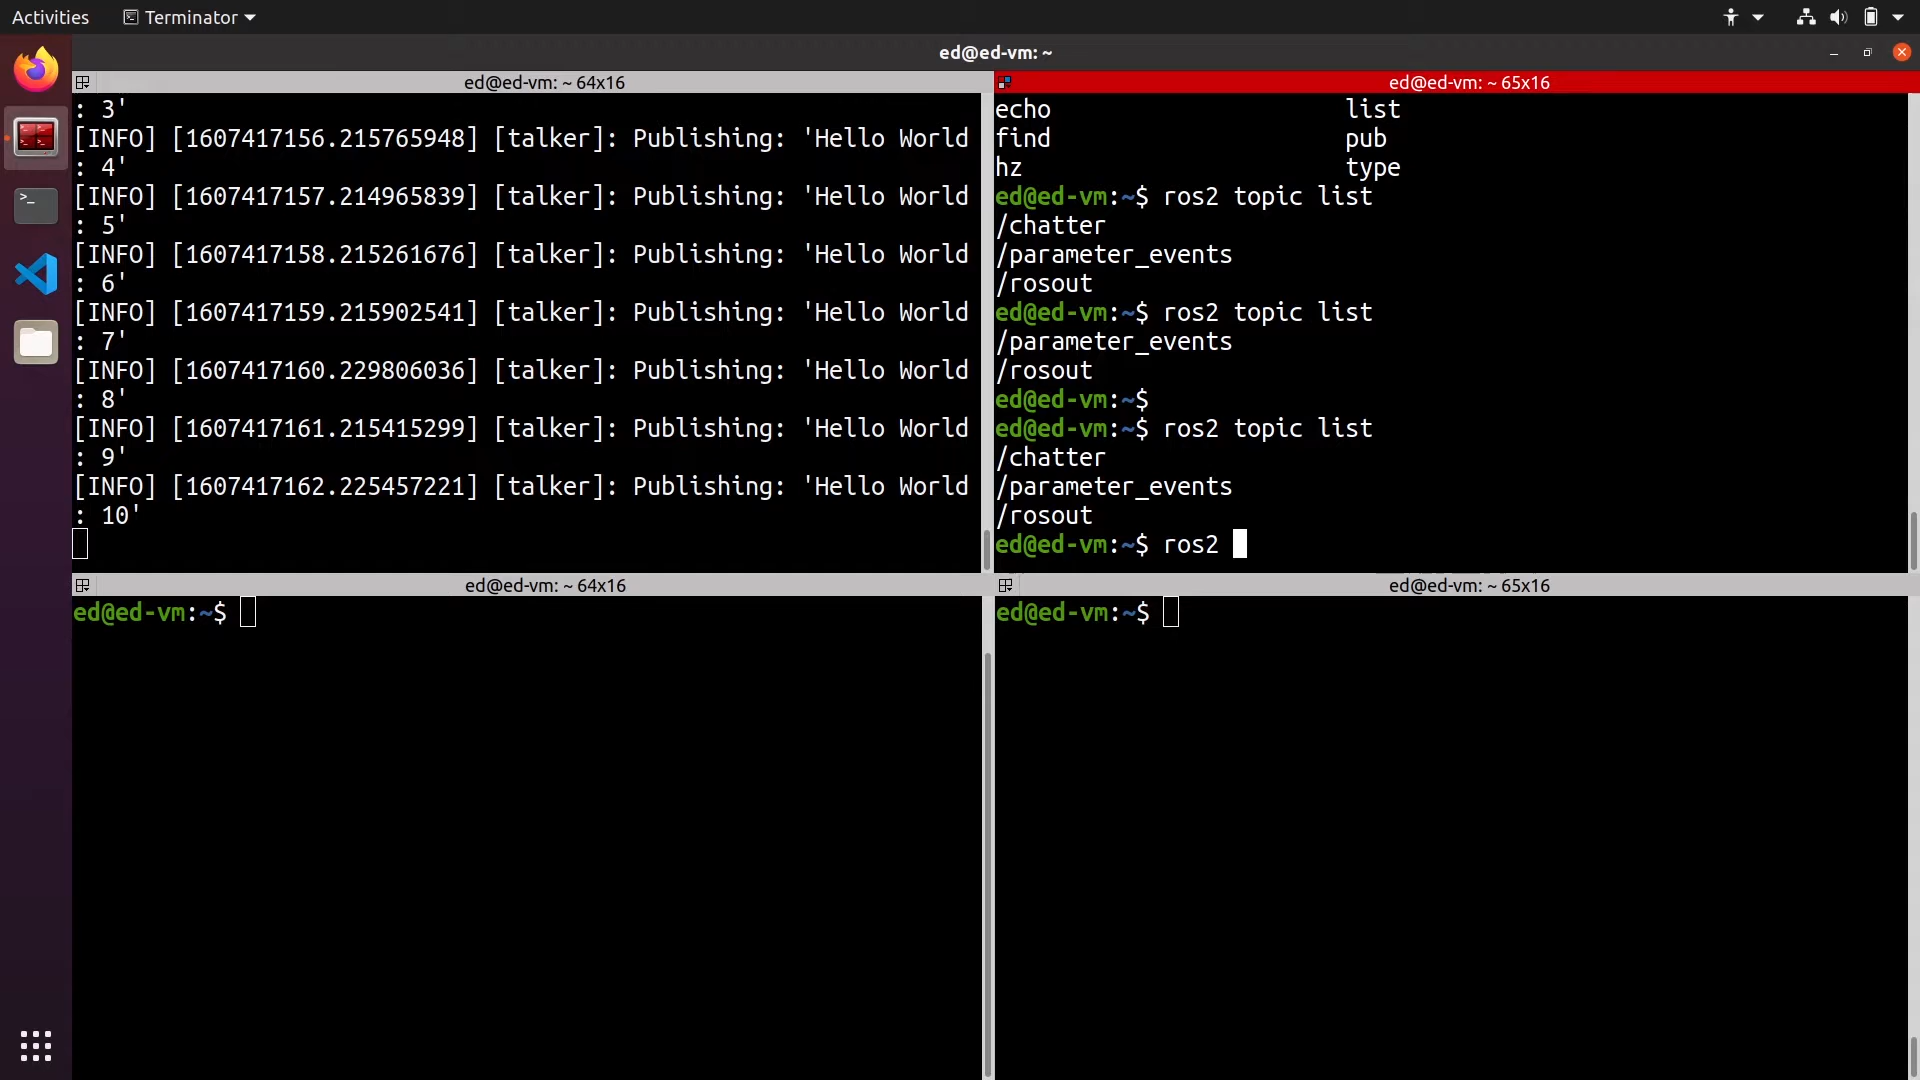 Activities
Terminator
ed@ed-vm: ~
ed@ed-vm: ~ 64x16
: 3'
[INFO] [1607417156.215765948] [talker]: Publishing: 'Hello World
: 4'
[INFO] [1607417157.214965839] [talker]: Publishing: 'Hello World
: 5'
[INFO] [1607417158.215261676] [talker]: Publishing: 'Hello World
: 6'
[INFO] [1607417159.215902541] [talker]: Publishing: 'Hello World
: 7'
[INFO] [1607417160.229806036] [talker]: Publishing: 'Hello World
: 8'
[INFO] [1607417161.215415299] [talker]: Publishing: 'Hello World
: 9'
[INFO] [1607417162.225457221] [talker]: Publishing: 'Hello World
: 10'
ed@ed-vm: ~ 65x16
echo list
find pub
hz type
ed@ed-vm:~$ ros2 topic list
/chatter
/parameter_events
/rosout
ed@ed-vm:~$ ros2 topic list
/parameter_events
/rosout
ed@ed-vm:~$
ed@ed-vm:~$ ros2 topic list
/chatter
/parameter_events
/rosout
ed@ed-vm:~$ ros2
ed@ed-vm: ~ 64x16
ed@ed-vm:~$
ed@ed-vm: ~ 65x16
ed@ed-vm:~$